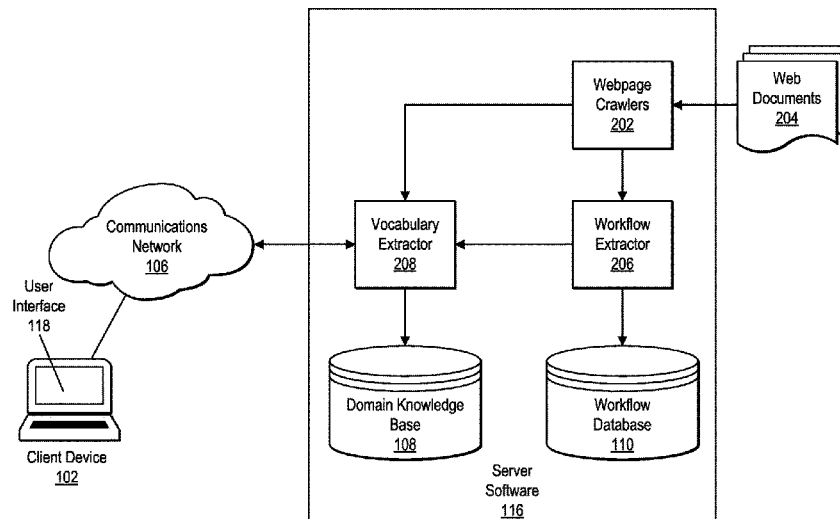 Webpage
Crawlers
202
Web
Documents
204
Communications
Network
106
Vocabulary
Extractor
208
Workflow
Extractor
206
User
Interface
118
Domain Knowledge
Base
108
Workflow
Database
110
Client Device
102
Server
Software
116